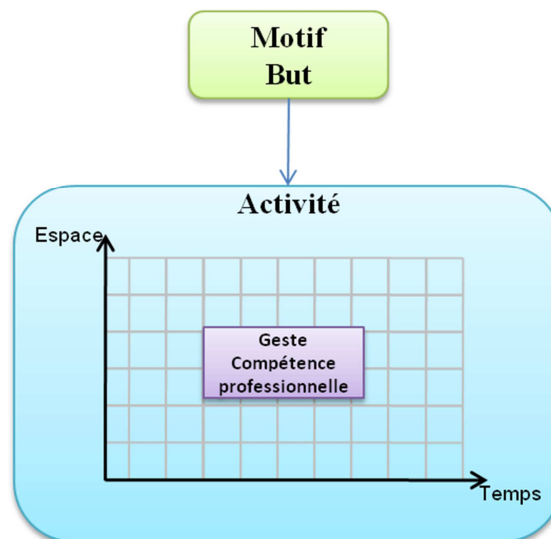 Motif
But
Activité
Espace
Geste
Compétence
professionnelle
Temps